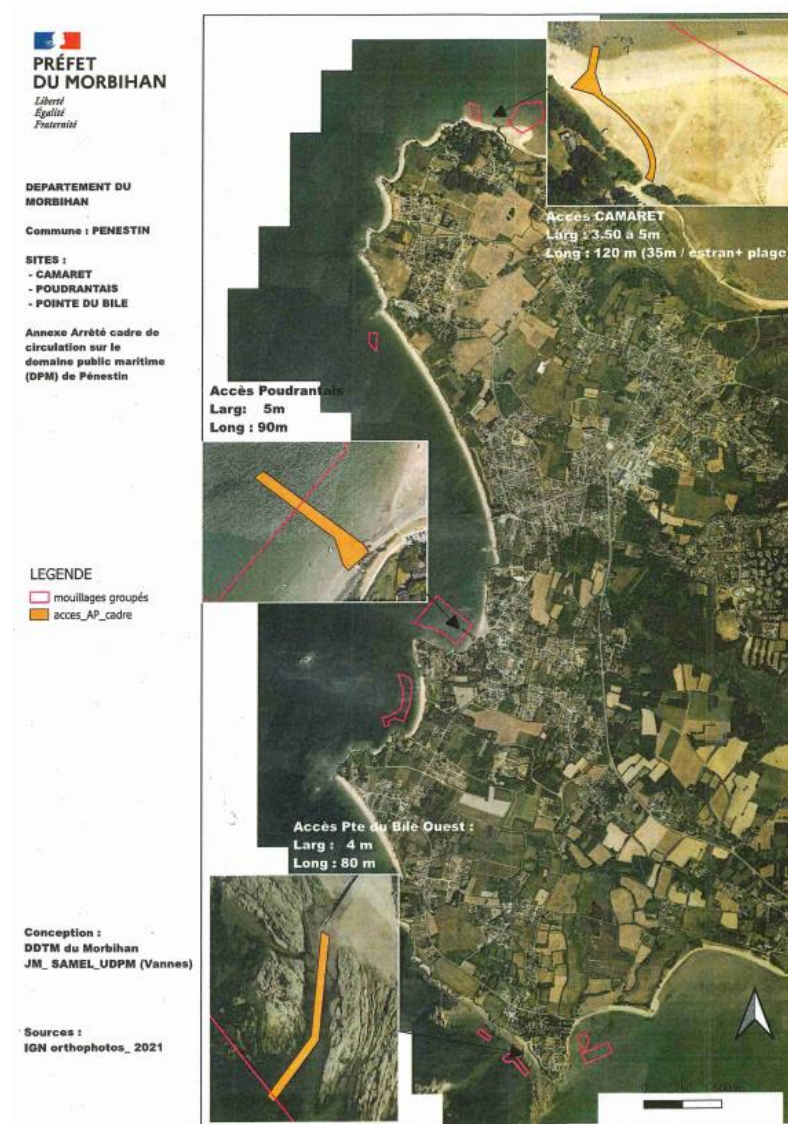 PRÉFET
DU MORBIHAN
Liberté
Égalité
Fraternité
DEPARTEMENT DU
MORBIHAN
Commune : PENESTIN
SITES :
- CAMARET
- POUDRANTAIS
- POINTE DU BILE
Annexe Arrêté cadre de
circulation sur le
domaine public maritime
(DPM) de Pénestin
LEGENDE
mouillages groupés
acces_AP_cadre
Conception :
DDTM du Morbihan
JM_ SAMEL_UDPM (Vannes)
Sources :
IGN orthophotos_ 2021
Accès CAMARET
Larg : 3.50 à 5m
Long : 120 m (35m / estran+ plage)
Accès Poudrantais
Larg: 5m
Long : 90m
Accès Pte du Bile Ouest :
Larg : 4 m
Long : 80 m